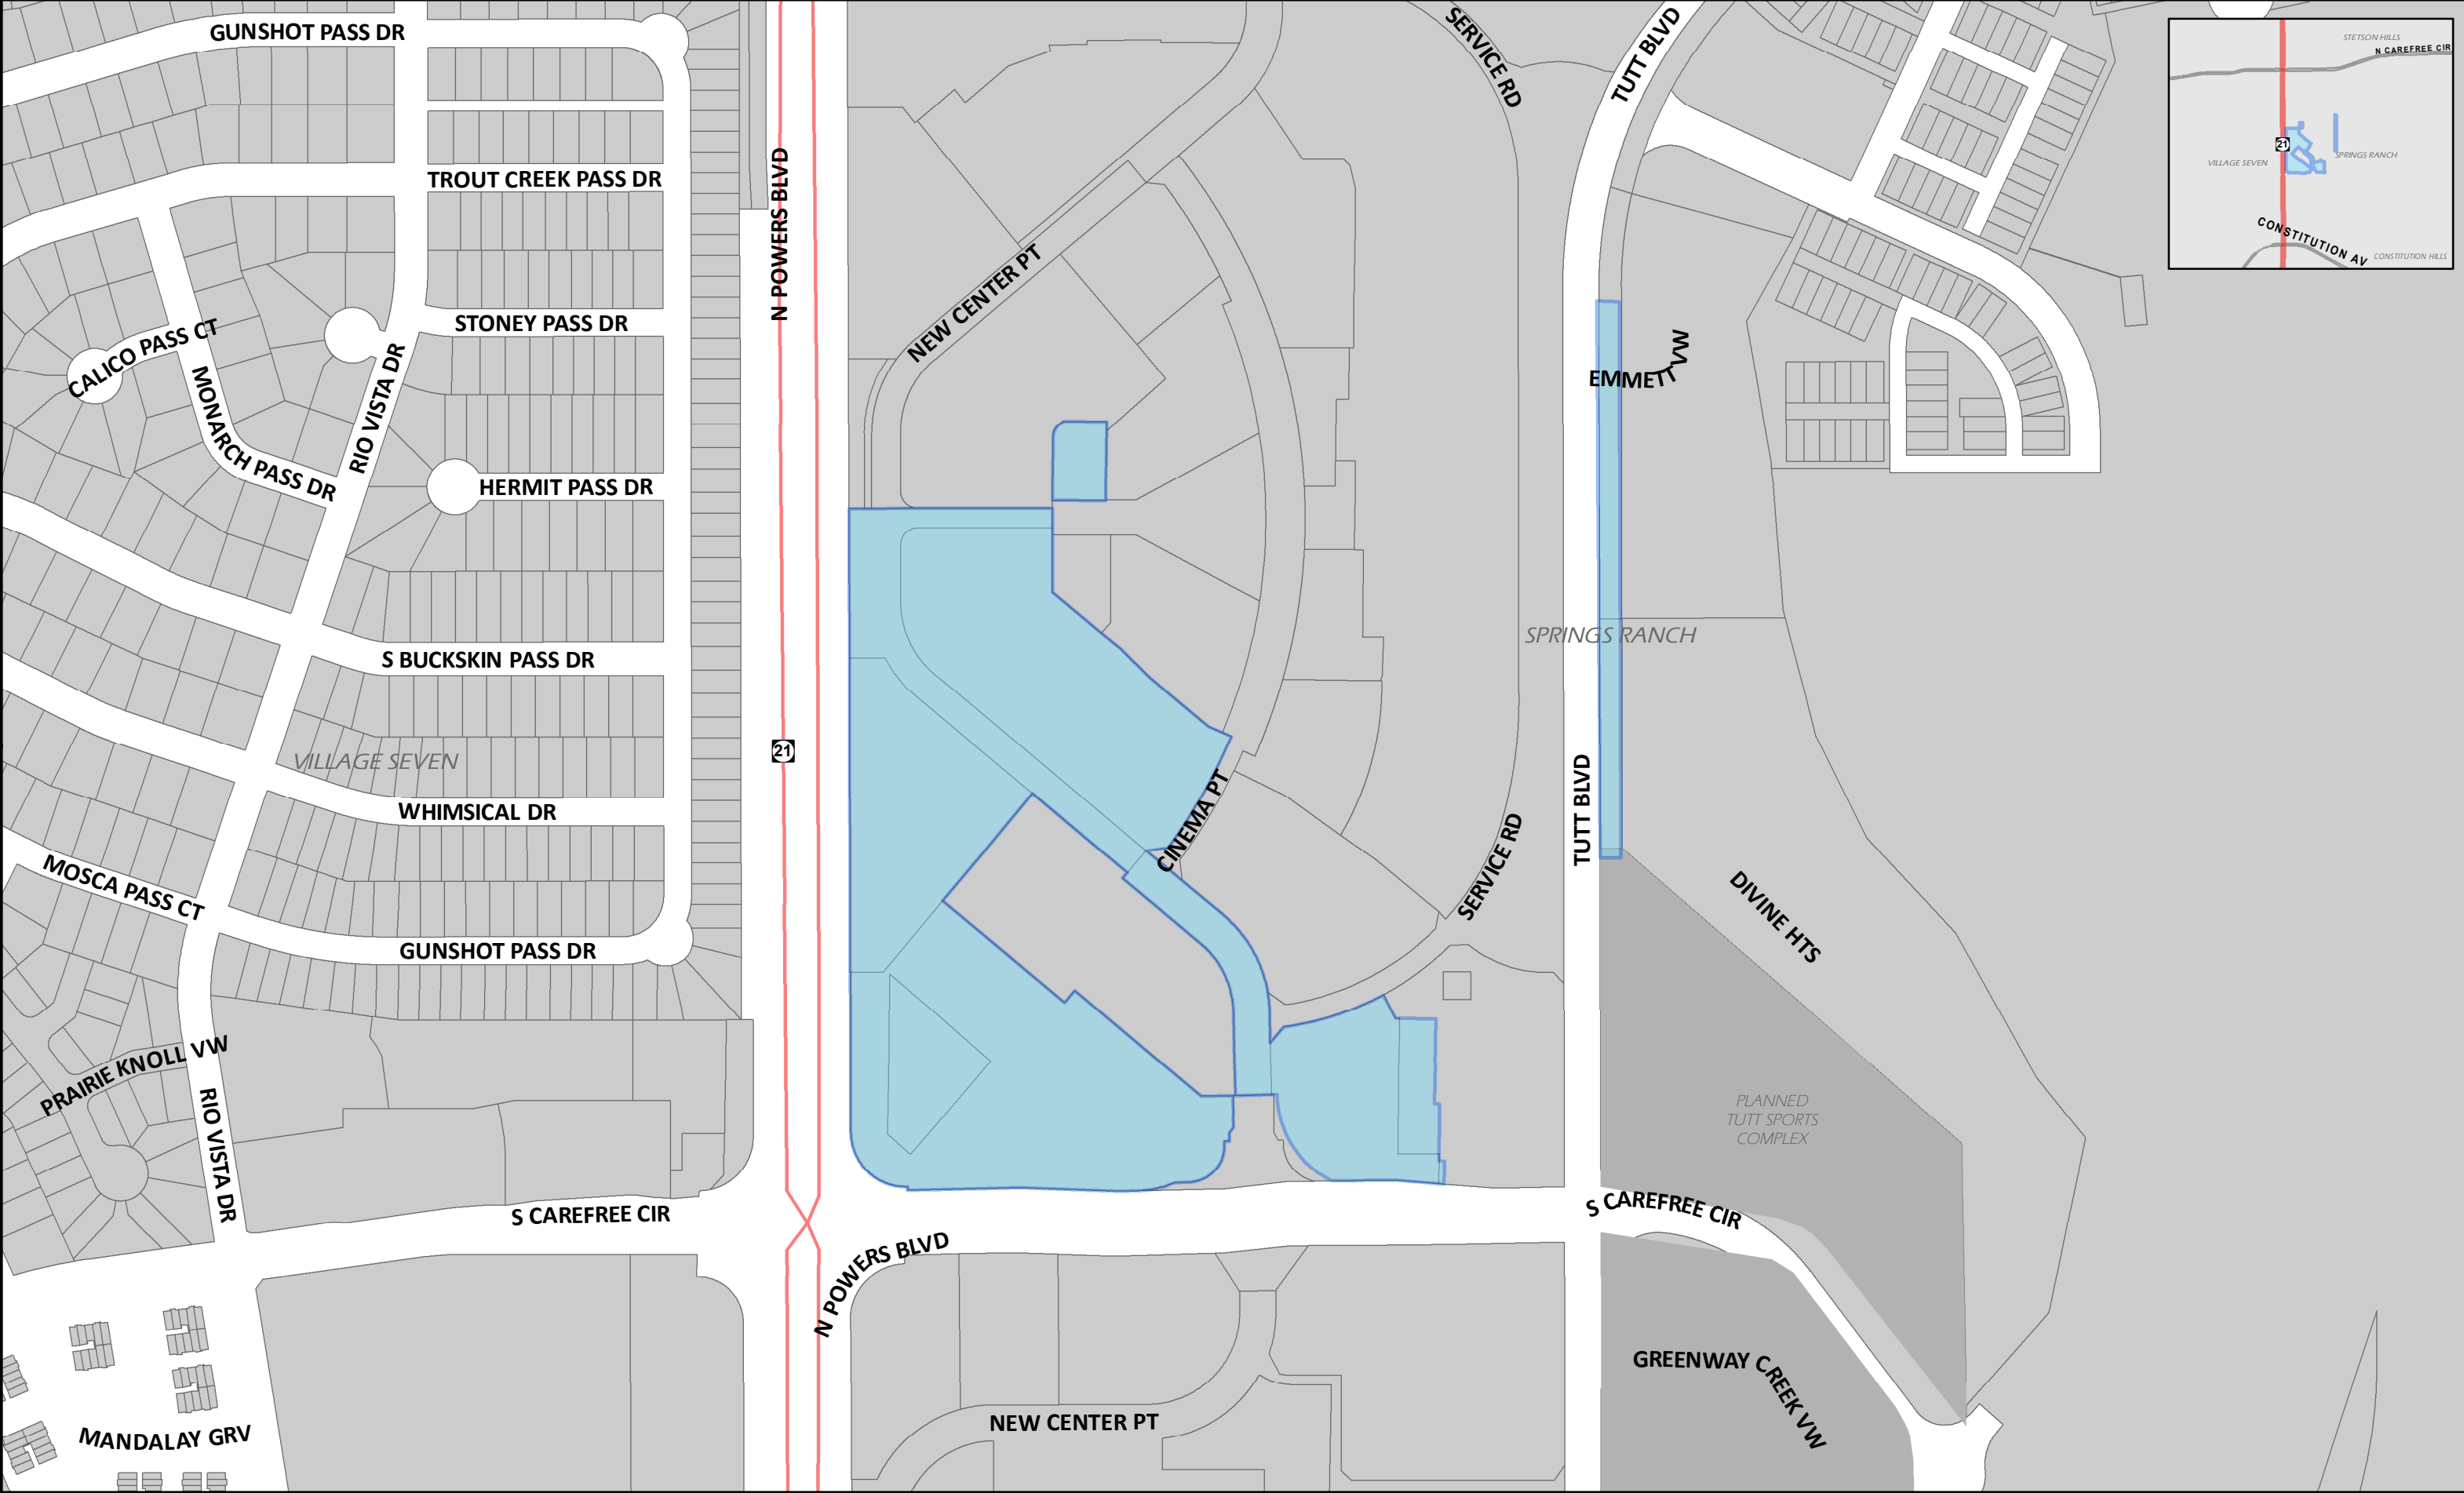 GUNSHOT PASS DR
TROUT CREEK PASS DR
STONEY PASS DR
CALICO PASS CT
MONARCH PASS DR
RIO VISTA DR
HERMIT PASS DR
S BUCKSKIN PASS DR
VILLAGE SEVEN
WHIMSICAL DR
MOSCA PASS CT
GUNSHOT PASS DR
PRAIRIE KNOLL VW
RIO VISTA DR
S CAREFREE CIR
MANDALAY GRV
N POWERS BLVD
21
N POWERS BLVD
NEW CENTER PT
CINEMA PT
NEW CENTER PT
SERVICE RD
SERVICE RD
TUTT BLVD
EMMETT VW
SPRINGS RANCH
TUTT BLVD
DIVINE HTS
PLANNED
TUTT SPORTS
COMPLEX
S CAREFREE CIR
GREENWAY CREEK VW
STETSON HILLS
N CAREFREE CIR
21
VILLAGE SEVEN
SPRINGS RANCH
CONSTITUTION AV
CONSTITUTION HILLS